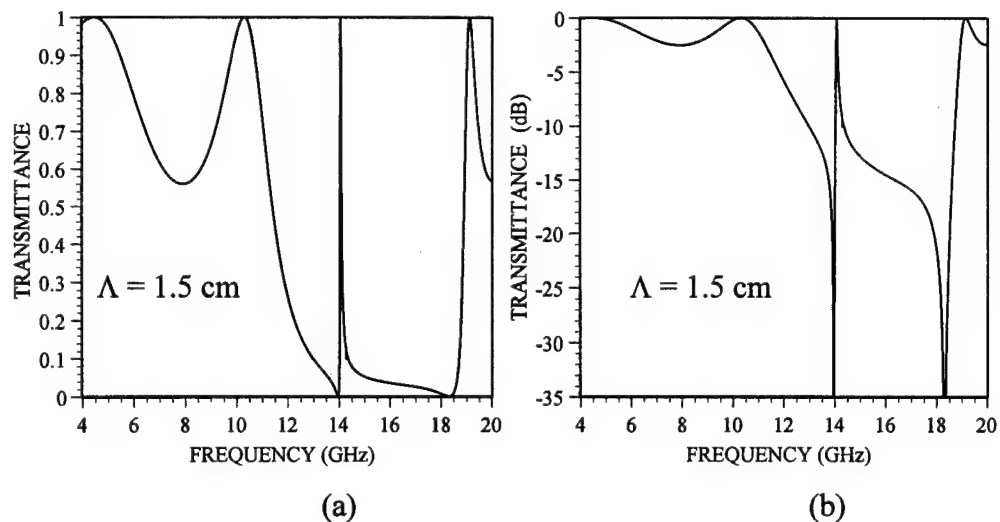 1
0.9
0.8
0.7
0.6
0.5
0.4
0.3
0.2
0.1
0
TRANSMITTANCE
Λ = 1.5 cm
4 6 8 10 12 14 16 18 20
FREQUENCY (GHz)
(a)
0
-5
-10
-15
-20
-25
-30
-35
TRANSMITTANCE (dB)
Λ = 1.5 cm
4 6 8 10 12 14 16 18 20
FREQUENCY (GHz)
(b)